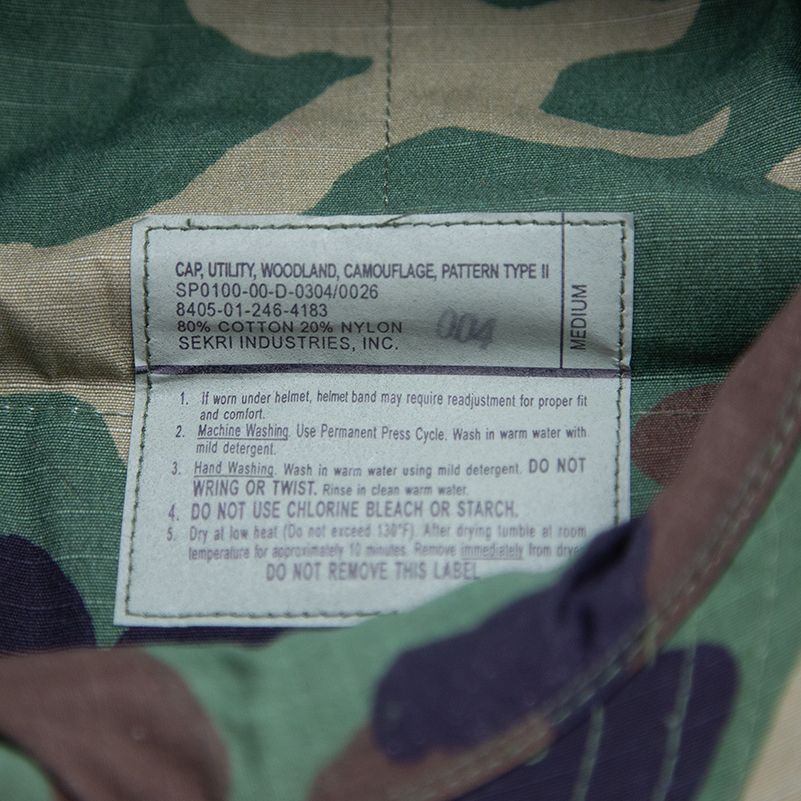 CAP, UTILITY, WOODLAND, CAMOUFLAGE, PATTERN TYPE II
SP0100-00-D-0304/0026
8405-01-246-4183
80% COTTON 20% NYLON
SEKRI INDUSTRIES, INC.
004
MEDIUM
1. If worn under helmet, helmet band may require readjustment for proper fit
and comfort.
2. Machine Washing. Use Permanent Press Cycle. Wash in warm water with
mild detergent.
3. Hand Washing. Wash in warm water using mild detergent. DO NOT
WRING OR TWIST. Rinse in clean warm water.
4. DO NOT USE CHLORINE BLEACH OR STARCH.
5. Dry at low heat (Do not exceed 130°F). After drying tumble at room
temperature for approximately 10 minutes. Remove immediately from
DO NOT REMOVE THIS LABEL